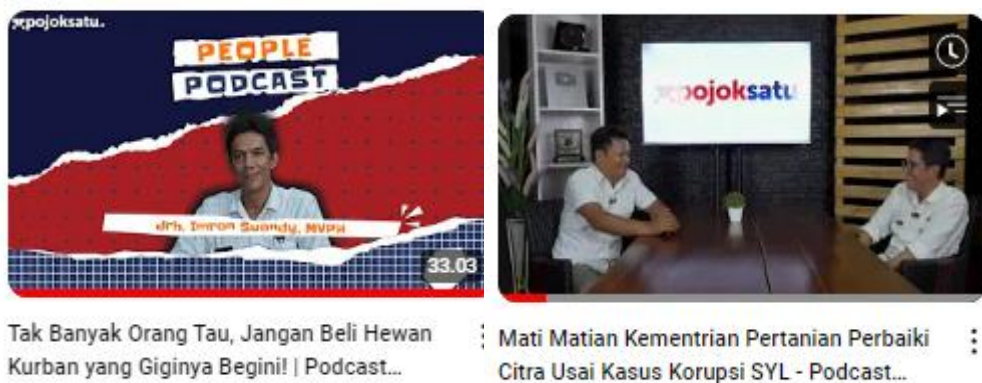 pojoksatu.
PEOPLE
PODCAST
drh. Imron Suandy, MVPH
33.03
Tak Banyak Orang Tau, Jangan Beli Hewan
Kurban yang Giginya Begini! | Podcast...
pojoksatu
Mati Matian Kementrian Pertanian Perbaiki
Citra Usai Kasus Korupsi SYL - Podcast...